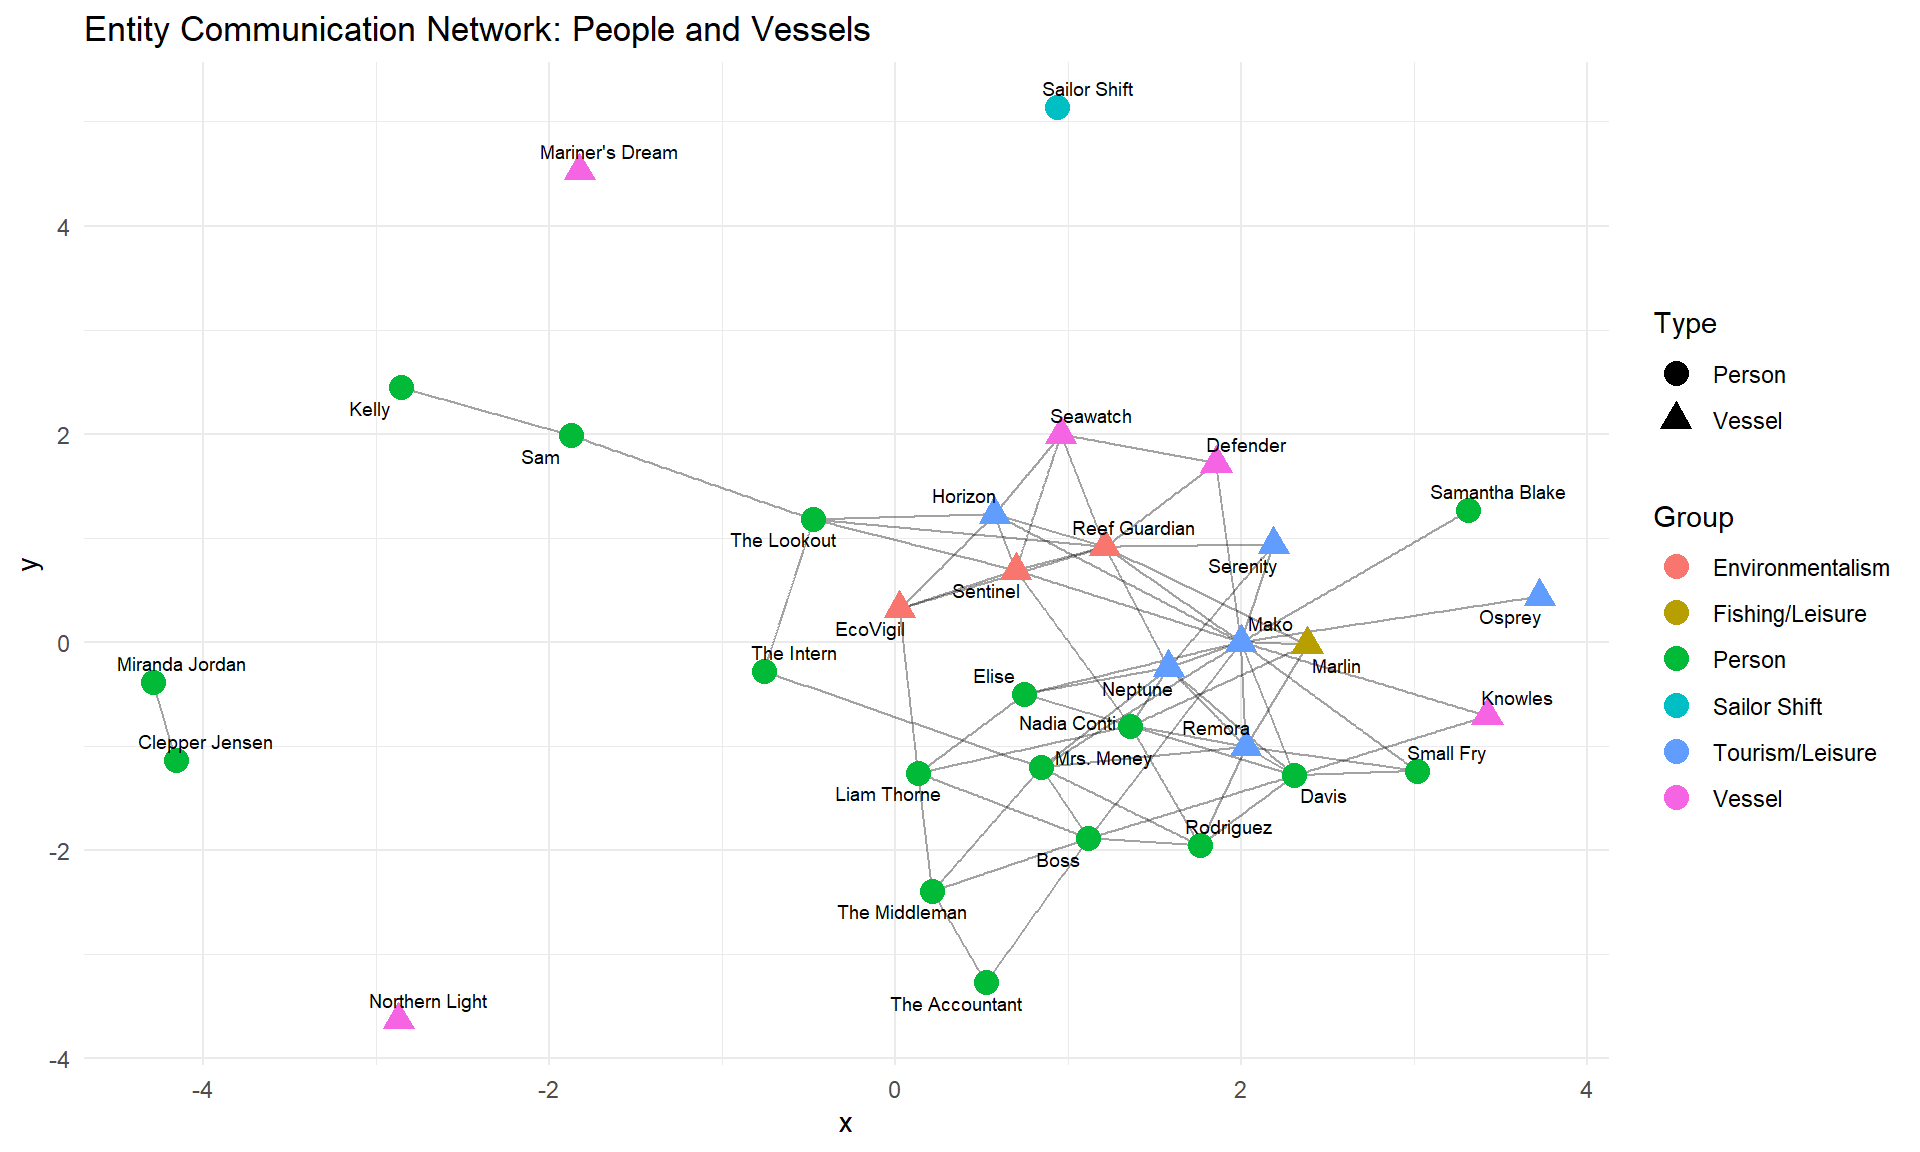 Entity Communication Network: People and Vessels
Sailor Shift
Mariner's Dream
4
Kelly
Sam
2
Seawatch
Defender
Horizon
Samantha Blake
Reef Guardian
The Lookout
Serenity
Sentinel
EcoVigil
Mako
Osprey
0
The Intern
Miranda Jordan
Marlin
Elise
Neptune
Knowles
Nadia Conti
Remora
Clepper Jensen
Mrs. Money
Small Fry
Liam Thorne
Davis
Rodriguez
-2
Boss
The Middleman
Northern Light
The Accountant
-4
-4
-2
0
2
4
x
y
Type
Person
Vessel
Group
Environmentalism
Fishing/Leisure
Person
Sailor Shift
Tourism/Leisure
Vessel